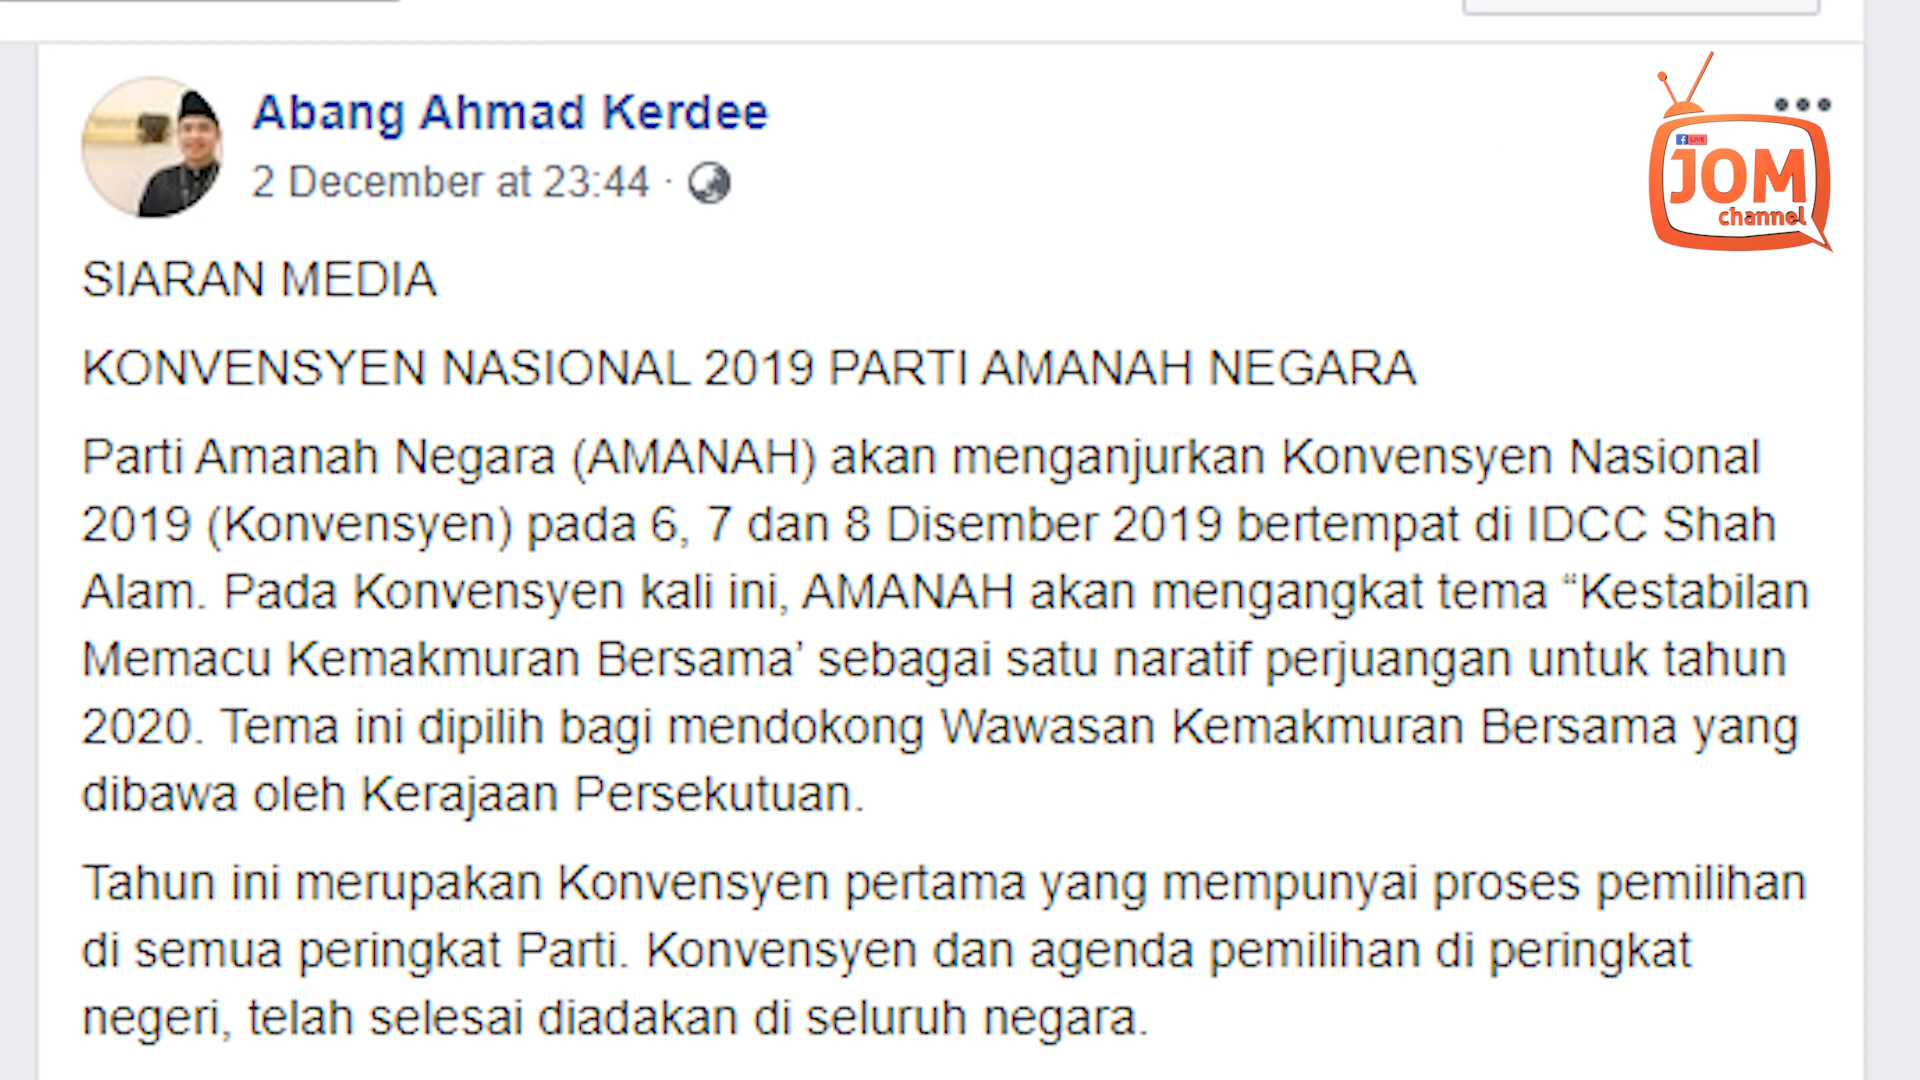 Abang Ahmad Kerdee
2 December at 23:44 ·
LIVE
JOM
channel
SIARAN MEDIA
KONVENSYEN NASIONAL 2019 PARTI AMANAH NEGARA
Parti Amanah Negara (AMANAH) akan menganjurkan Konvensyen Nasional
2019 (Konvensyen) pada 6, 7 dan 8 Disember 2019 bertempat di IDCC Shah
Alam. Pada Konvensyen kali ini, AMANAH akan mengangkat tema “Kestabilan
Memacu Kemakmuran Bersama’ sebagai satu naratif perjuangan untuk tahun
2020. Tema ini dipilih bagi mendokong Wawasan Kemakmuran Bersama yang
dibawa oleh Kerajaan Persekutuan.
Tahun ini merupakan Konvensyen pertama yang mempunyai proses pemilihan
di semua peringkat Parti. Konvensyen dan agenda pemilihan di peringkat
negeri, telah selesai diadakan di seluruh negara.